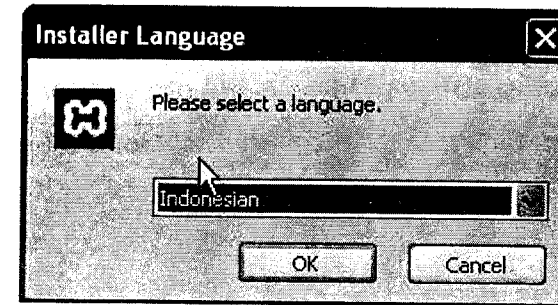 Installer Language
Please select a language.
Indonesian
OK
Cancel